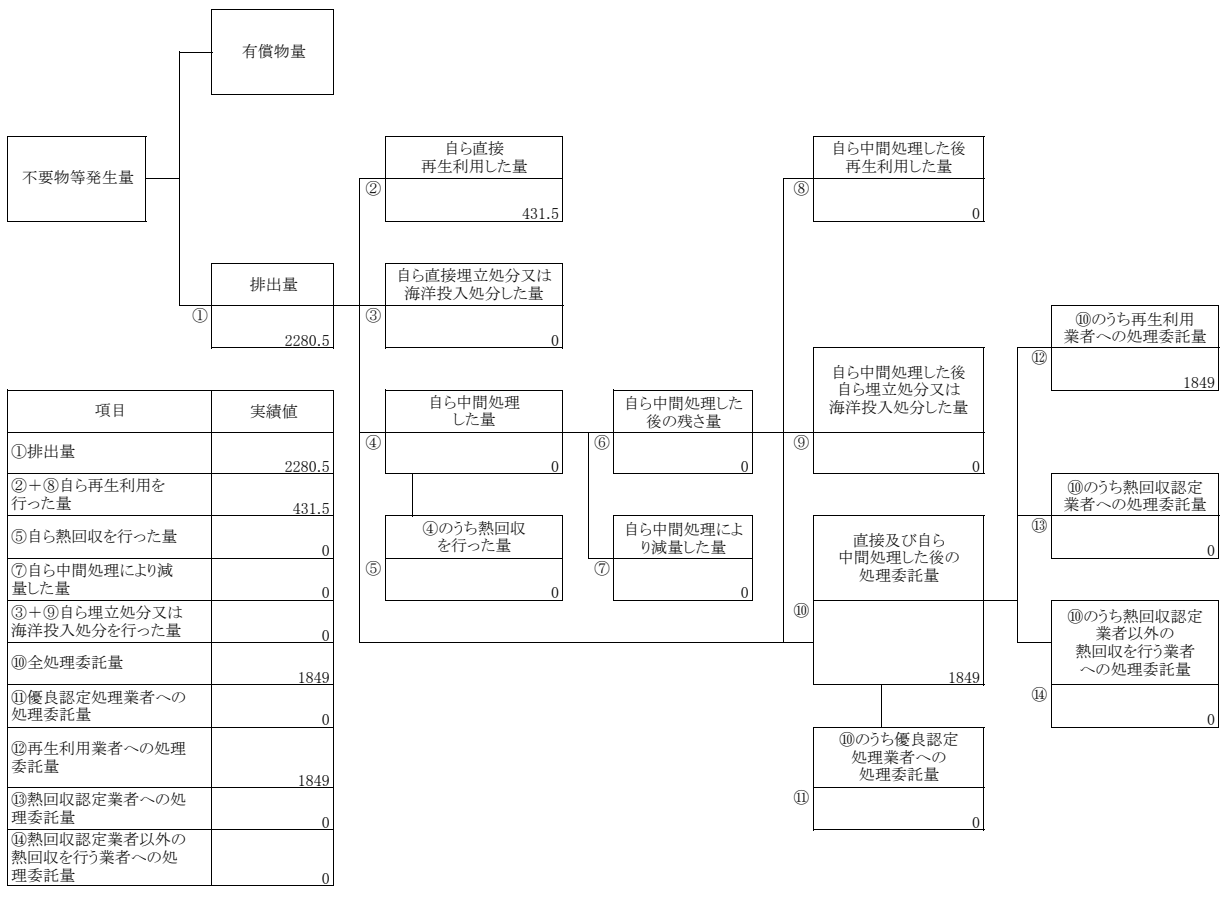 有償物量
不要物等発生量
排出量
①
2280.5
自ら直接
再生利用した量
②
431.5
自ら直接埋立処分又は
海洋投入処分した量
③
0
自ら中間処理
した量
④
0
④のうち熱回収
を行った量
⑤
0
自ら中間処理した
後の残さ量
⑥
0
自ら中間処理によ
り減量した量
⑦
0
自ら中間処理した後
再生利用した量
⑧
0
自ら中間処理した後
自ら埋立処分又は
海洋投入処分した量
⑨
0
直接及び自ら
中間処理した後の
処理委託量
⑩
1849
⑩のうち優良認定
処理業者への
処理委託量
⑪
0
⑩のうち再生利用
業者への処理委託量
⑫
1849
⑩のうち熱回収認定
業者への処理委託量
⑬
0
⑩のうち熱回収認定
業者以外の
熱回収を行う業者
への処理委託量
⑭
0
項目 実績値
①排出量
2280.5
②＋⑧自ら再生利用を
行った量
431.5
⑤自ら熱回収を行った量
0
⑦自ら中間処理により減
量した量
0
③＋⑨自ら埋立処分又は
海洋投入処分を行った量
0
⑩全処理委託量
1849
⑪優良認定処理業者への
処理委託量
0
⑫再生利用業者への処理
委託量
1849
⑬熱回収認定業者への処
理委託量
0
⑭熱回収認定業者以外の
熱回収を行う業者への処
理委託量
0